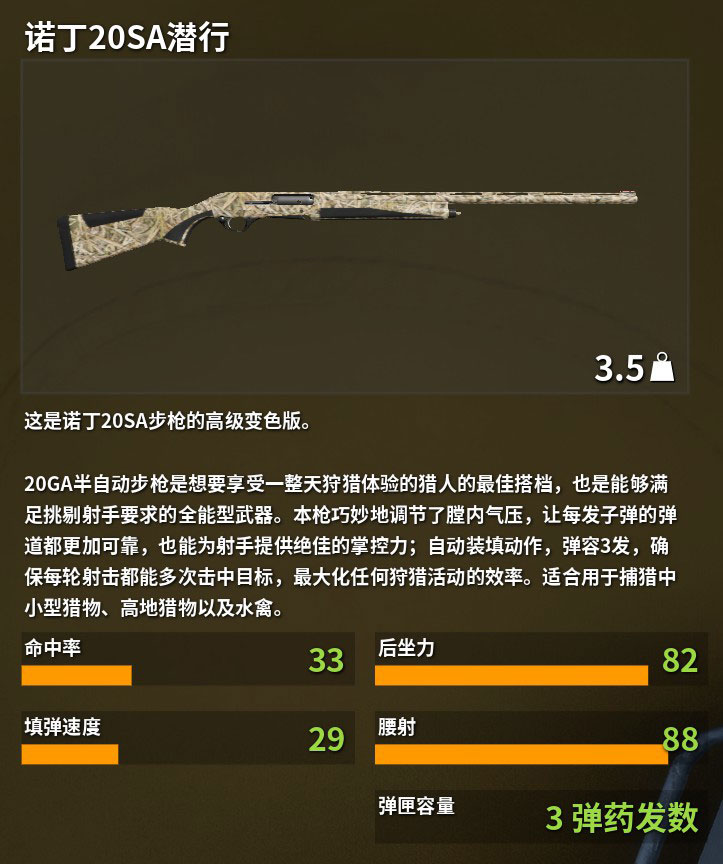 诺丁20SA潜行
3.5
这是诺丁20SA步枪的高级变色版。
20GA半自动步枪是想要享受一整天狩猎体验的猎人的最佳搭档，也是能够满
足挑剔射手要求的全能型武器。本枪巧妙地调节了膛内气压，让每发子弹的弹
道都更加可靠，也能为射手提供绝佳的掌控力；自动装填动作，弹容3发，确
保每轮射击都能多次击中目标，最大化任何狩猎活动的效率。适合用于捕猎中
小型猎物、高地猎物以及水禽。
命中率 33
后坐力 82
填弹速度 29
腰射 88
弹匣容量 3 弹药发数